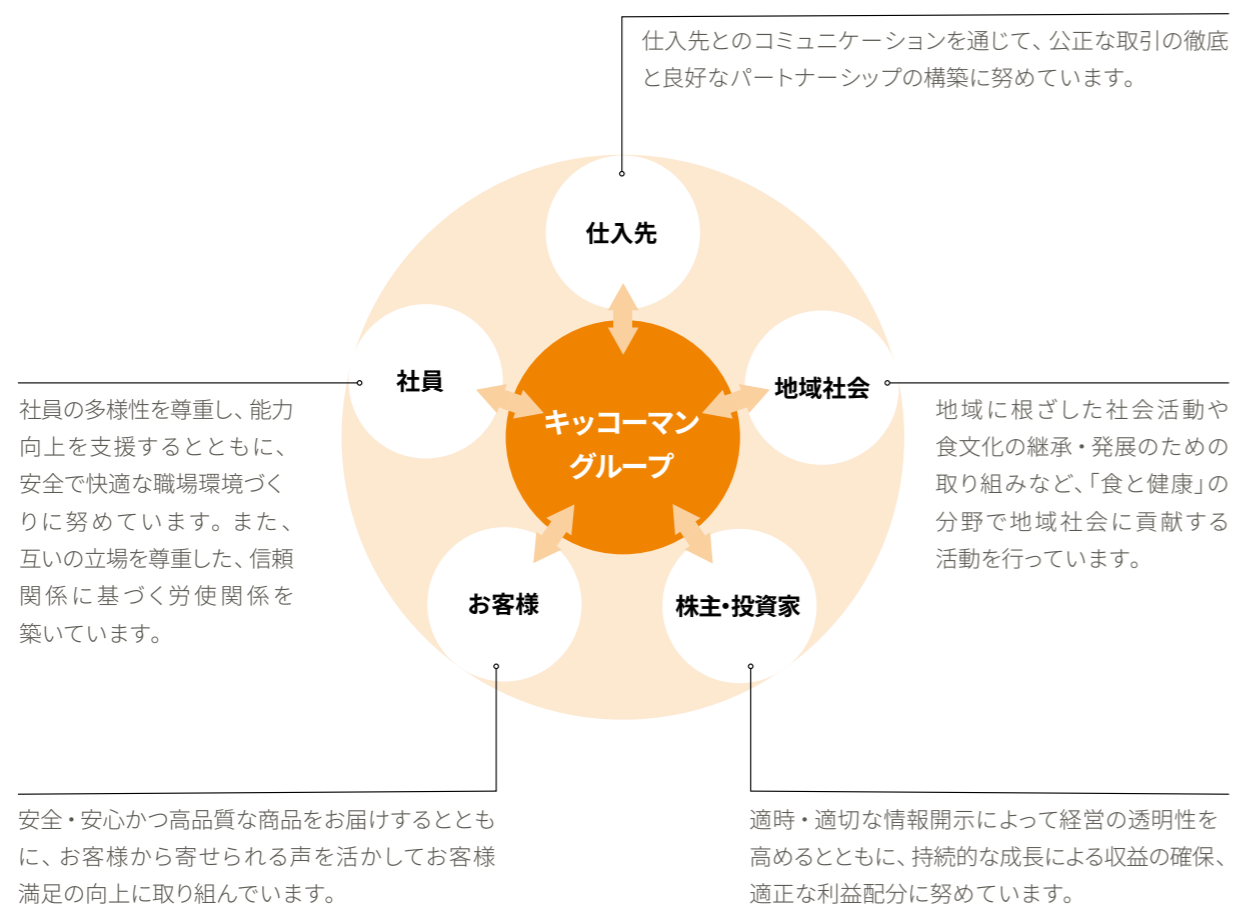 仕入先とのコミュニケーションを通じて、公正な取引の徹底
と良好なパートナーシップの構築に努めています。
仕入先
社員
地域社会
キッコーマン
グループ
お客様
株主・投資家
社員の多様性を尊重し、能力
向上を支援するとともに、
安全で快適な職場環境づく
りに努めています。また、
互いの立場を尊重した、信頼
関係に基づく労使関係を
築いています。
地域に根ざした社会活動や
食文化の継承・発展のための
取り組みなど、「食と健康」の
分野で地域社会に貢献する
活動を行っています。
安全・安心かつ高品質な商品をお届けするととも
に、お客様から寄せられる声を活かしてお客様
満足の向上に取り組んでいます。
適時・適切な情報開示によって経営の透明性を
高めるとともに、持続的な成長による収益の確保、
適正な利益配分に努めています。